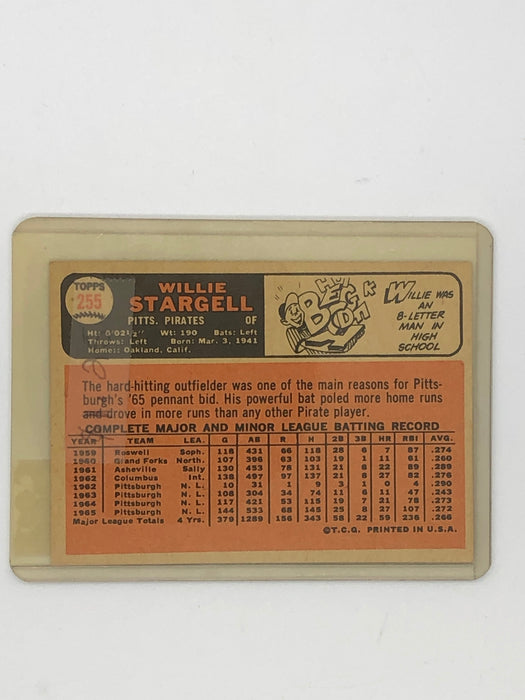 TOPPS
255
WILLIE
STARGELL
PITTS. PIRATES OF
Ht: 6'02½" Wt: 190 Bats: Left
Throws: Left Born: Mar. 3, 1941
Home: Oakland, Calif.
WILLIE WAS
AN
8-LETTER
MAN IN
HIGH
SCHOOL
The hard-hitting outfielder was one of the main reasons for Pitts-
burgh's '65 pennant bid. His powerful bat poled more home runs
and drove in more runs than any other Pirate player.
COMPLETE MAJOR AND MINOR LEAGUE BATTING RECORD
YEAR TEAM LEA. G AB R H 2B 3B HR RBI AVG.
1959 Roswell Soph. 118 431 66 118 28 6 7 87 .274
1960 Grand Forks North. 107 396 63 103 19 1 11 61 .260
1961 Asheville Sally 130 453 78 131 21 8 22 89 .289
1962 Columbus Int. 138 497 97 137 21 8 27 82 .276
1962 Pittsburgh N. L. 10 31 1 9 3 1 0 4 .290
1963 Pittsburgh N. L. 108 304 34 74 11 6 11 47 .243
1964 Pittsburgh N. L. 117 421 53 115 19 7 21 78 .273
1965 Pittsburgh N. L. 144 533 68 145 25 8 27 107 .272
Major League Totals 4 Yrs. 379 1289 156 343 58 22 59 236 .266
©T.C.G. PRINTED IN U.S.A.